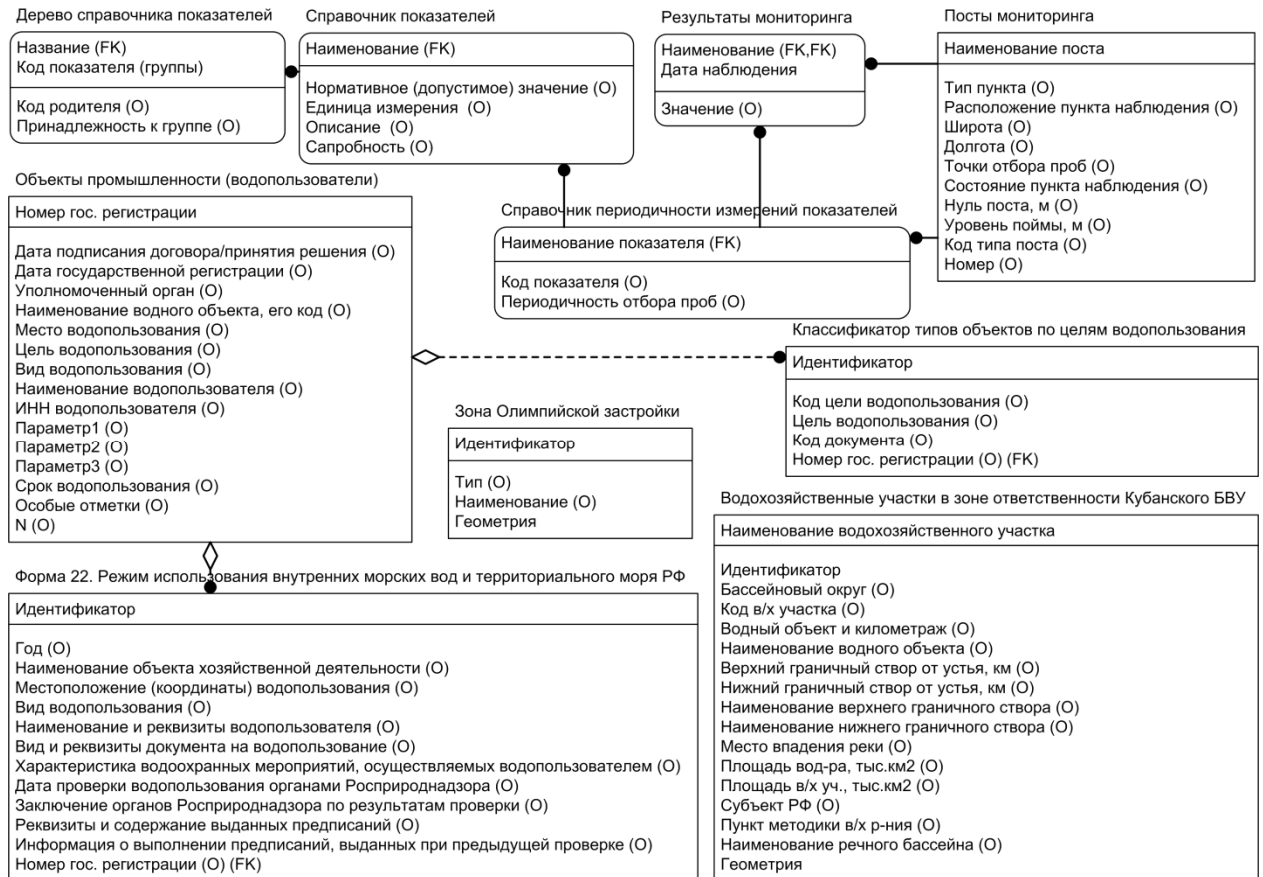 Дерево справочника показателей
Название (FK)
Код показателя (группы)
Код родителя (O)
Принадлежность к группе (O)
Справочник показателей
Наименование (FK)
Нормативное (допустимое) значение (O)
Единица измерения (O)
Описание (O)
Сапробность (O)
Результаты мониторинга
Наименование (FK,FK)
Дата наблюдения
Значение (O)
Посты мониторинга
Наименование поста
Тип пункта (O)
Расположение пункта наблюдения (O)
Широта (O)
Долгота (O)
Точки отбора проб (O)
Состояние пункта наблюдения (O)
Нуль поста, м (O)
Уровень поймы, м (O)
Код типа поста (O)
Номер (O)
Объекты промышленности (водопользователи)
Номер гос. регистрации
Дата подписания договора/принятия решения (O)
Дата государственной регистрации (O)
Уполномоченный орган (O)
Наименование водного объекта, его код (O)
Место водопользования (O)
Цель водопользования (O)
Вид водопользования (O)
Наименование водопользователя (O)
ИНН водопользователя (O)
Параметр1 (O)
Параметр2 (O)
Параметр3 (O)
Срок водопользования (O)
Особые отметки (O)
N (O)
Справочник периодичности измерений показателей
Наименование показателя (FK)
Код показателя (O)
Периодичность отбора проб (O)
Классификатор типов объектов по целям водопользования
Идентификатор
Код цели водопользования (O)
Цель водопользования (O)
Код документа (O)
Номер гос. регистрации (O) (FK)
Зона Олимпийской застройки
Идентификатор
Тип (O)
Наименование (O)
Геометрия
Форма 22. Режим использования внутренних морских вод и территориального моря РФ
Идентификатор
Год (O)
Наименование объекта хозяйственной деятельности (O)
Местоположение (координаты) водопользования (O)
Вид водопользования (O)
Наименование и реквизиты водопользователя (O)
Вид и реквизиты документа на водопользование (O)
Характеристика водоохранных мероприятий, осуществляемых водопользователем (O)
Дата проверки водопользования органами Росприроднадзора (O)
Заключение органов Росприроднадзора по результатам проверки (O)
Реквизиты и содержание выданных предписаний (O)
Информация о выполнении предписаний, выданных при предыдущей проверке (O)
Номер гос. регистрации (O) (FK)
Водохозяйственные участки в зоне ответственности Кубанского БВУ
Наименование водохозяйственного участка
Идентификатор
Бассейновый округ (O)
Код в/х участка (O)
Водный объект и километраж (O)
Наименование водного объекта (O)
Верхний граничный створ от устья, км (O)
Нижний граничный створ от устья, км (O)
Наименование верхнего граничного створа (O)
Наименование нижнего граничного створа (O)
Место впадения реки (O)
Площадь вод-ра, тыс.км2 (O)
Площадь в/х уч., тыс.км2 (O)
Субъект РФ (O)
Пункт методики в/х р-ния (O)
Наименование речного бассейна (O)
Геометрия